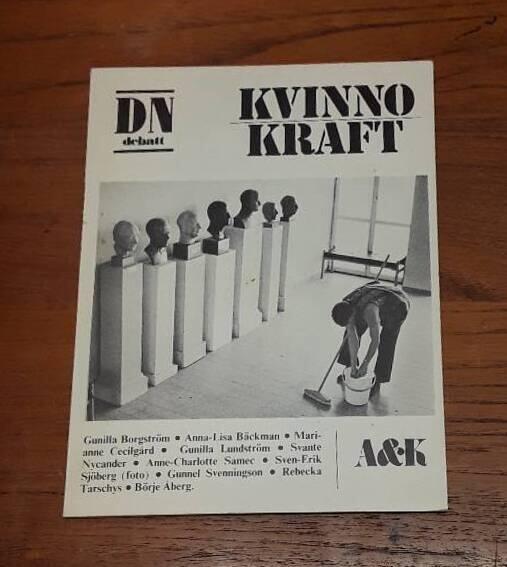 DN
debatt
KVINNO
KRAFT
Gunilla Borgström • Anna-Lisa Bäckman • Mari-
anne Cecilgård • Gunilla Lundström • Svante
Nycander • Anne-Charlotte Samec • Sven-Erik
Sjöberg (foto) • Gunnel Svenningson • Rebecka
Tarschys • Börje Åberg.
A&K